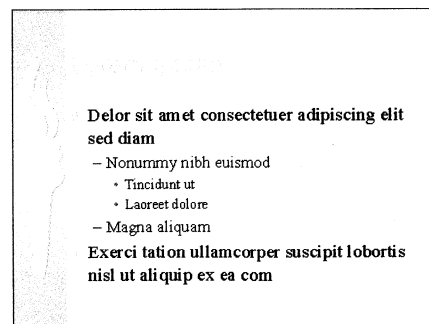 Delor sit amet consectetuer adipiscing elit
sed diam
– Nonummy nibh euismod
• Tincidunt ut
• Laoreet dolore
– Magna aliquam
Exerci tation ullamcorper suscipit lobortis
nisl ut aliquip ex ea com